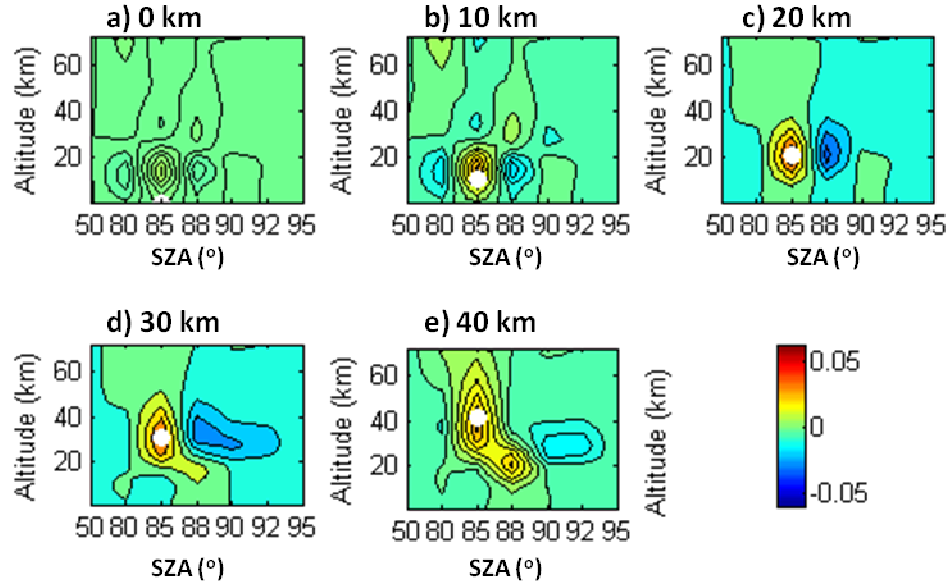 a) 0 km
b) 10 km
c) 20 km
Altitude (km)
60
40
20
50 80 85 88 90 92 95
SZA (o)
Altitude (km)
60
40
20
50 80 85 88 90 92 95
SZA (o)
Altitude (km)
60
40
20
50 80 85 88 90 92 95
SZA (o)
d) 30 km
e) 40 km
Altitude (km)
60
40
20
50 80 85 88 90 92 95
SZA (o)
Altitude (km)
60
40
20
50 80 85 88 90 92 95
SZA (o)
Altitude (km)
0.05
0
-0.05